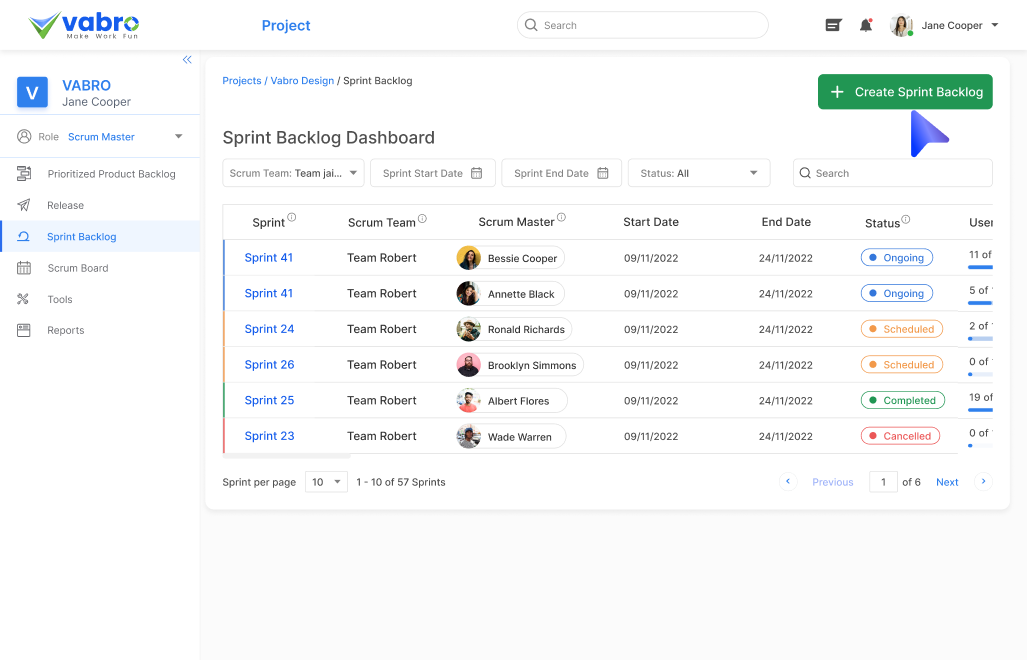 vabro
Make Work Fun
Project
Search
Jane Cooper
V
VABRO
Jane Cooper
Role Scrum Master
Prioritized Product Backlog
Release
Sprint Backlog
Scrum Board
Tools
Reports
Projects / Vabro Design / Sprint Backlog
+ Create Sprint Backlog
Sprint Backlog Dashboard
Scrum Team: Team jai... Sprint Start Date Sprint End Date Status: All Search
Sprint Scrum Team Scrum Master Start Date End Date Status User
Sprint 41 Team Robert Bessie Cooper 09/11/2022 24/11/2022 Ongoing 11 of
Sprint 41 Team Robert Annette Black 09/11/2022 24/11/2022 Ongoing 5 of
Sprint 24 Team Robert Ronald Richards 09/11/2022 24/11/2022 Scheduled 2 of
Sprint 26 Team Robert Brooklyn Simmons 09/11/2022 24/11/2022 Scheduled 0 of
Sprint 25 Team Robert Albert Flores 09/11/2022 24/11/2022 Completed 19 of
Sprint 23 Team Robert Wade Warren 09/11/2022 24/11/2022 Cancelled 0 of
Sprint per page 10 1 - 10 of 57 Sprints < Previous 1 of 6 Next >